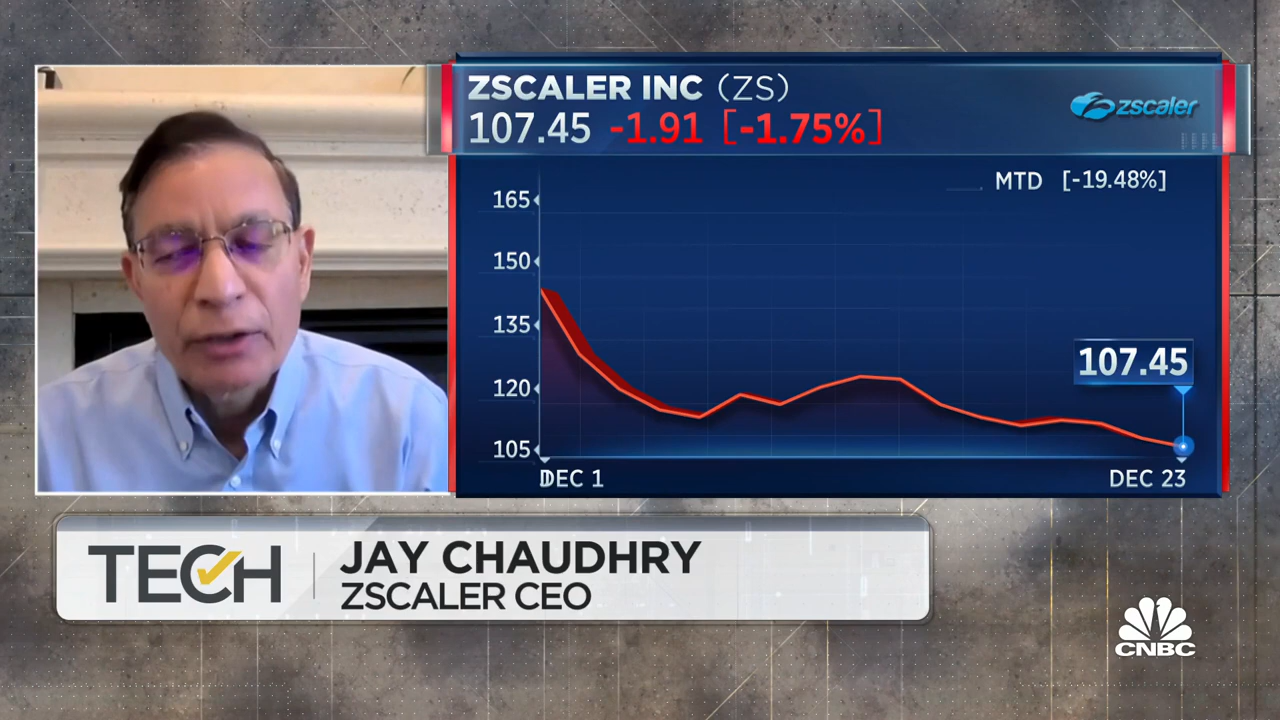 ZSCALER INC (ZS)
107.45 -1.91 [-1.75%]
zscaler
MTD [-19.48%]
165
150
135
120
105
107.45
DEC 1
DEC 23
TECH
JAY CHAUDHRY
ZSCALER CEO
CNBC